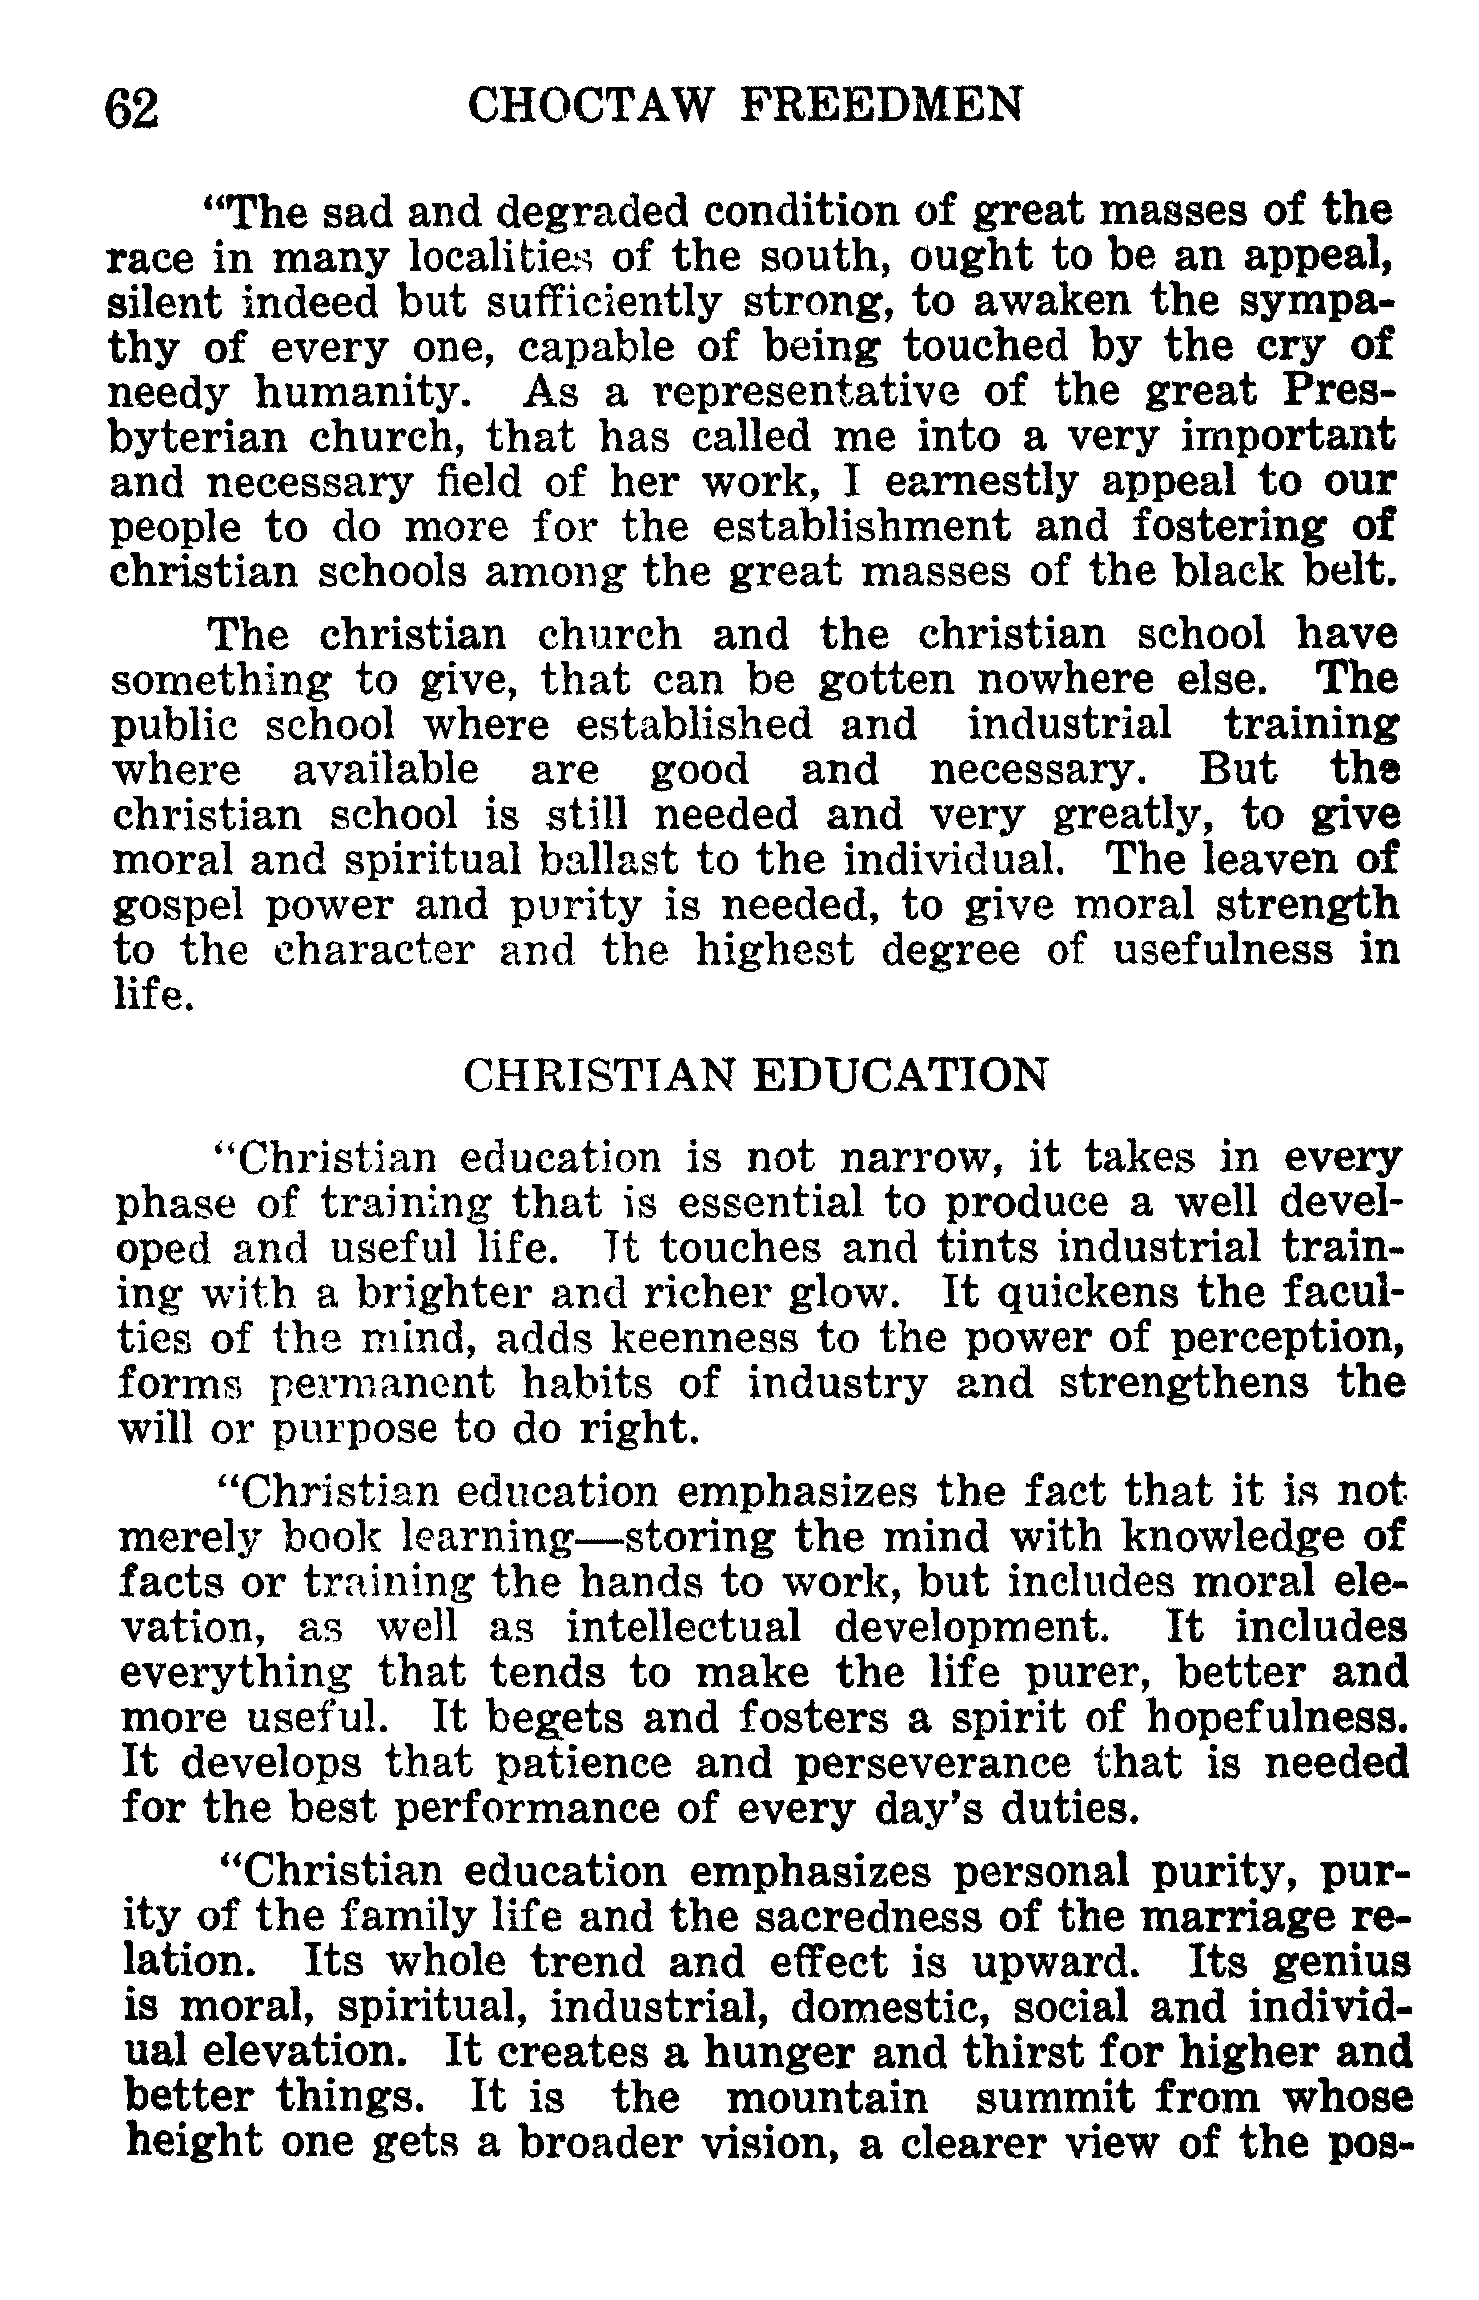 62 CHOCTAW FREEDMEN
“The sad and degraded condition of great masses of the
race in many localities of the south, ought to be an appeal,
silent indeed but sufficiently strong, to awaken the sympa-
thy of every one, capable of being touched by the cry of
needy humanity. As a representative of the great Pres-
byterian church, that has called me into a very important
and necessary field of her work, I earnestly appeal to our
people to do more for the establishment and fostering of
christian schools among the great masses of the black belt.
The christian church and the christian school have
something to give, that can be gotten nowhere else. The
public school where established and industrial training
where available are good and necessary. But the
christian school is still needed and very greatly, to give
moral and spiritual ballast to the individual. The leaven of
gospel power and purity is needed, to give moral strength
to the character and the highest degree of usefulness in
life.
CHRISTIAN EDUCATION
“Christian education is not narrow, it takes in every
phase of training that is essential to produce a well devel-
oped and useful life. It touches and tints industrial train-
ing with a brighter and richer glow. It quickens the facul-
ties of the mind, adds keenness to the power of perception,
forms permanent habits of industry and strengthens the
will or purpose to do right.
“Christian education emphasizes the fact that it is not
merely book learning—storing the mind with knowledge of
facts or training the hands to work, but includes moral ele-
vation, as well as intellectual development. It includes
everything that tends to make the life purer, better and
more useful. It begets and fosters a spirit of hopefulness.
It develops that patience and perseverance that is needed
for the best performance of every day’s duties.
“Christian education emphasizes personal purity, pur-
ity of the family life and the sacredness of the marriage re-
lation. Its whole trend and effect is upward. Its genius
is moral, spiritual, industrial, domestic, social and individ-
ual elevation. It creates a hunger and thirst for higher and
better things. It is the mountain summit from whose
height one gets a broader vision, a clearer view of the pos-